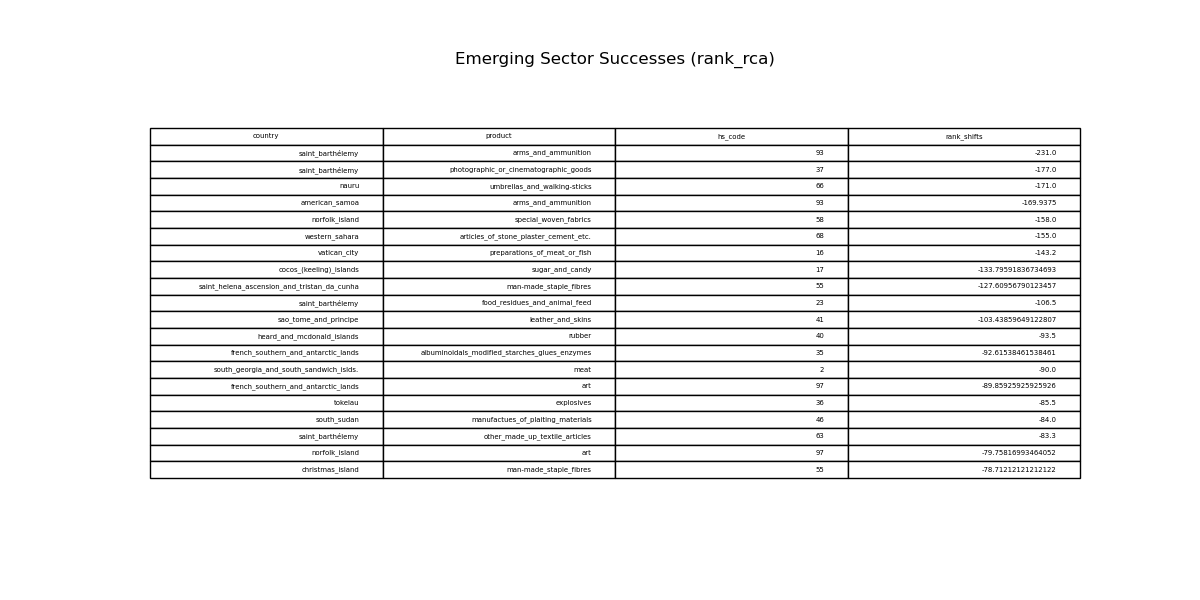 Emerging Sector Successes (rank_rca)
country product hs_code rank_shifts
saint_barthélemy arms_and_ammunition 93 -231.0
saint_barthélemy photographic_or_cinematographic_goods 37 -177.0
nauru umbrellas_and_walking-sticks 66 -171.0
american_samoa arms_and_ammunition 93 -169.9375
norfolk_island special_woven_fabrics 58 -158.0
western_sahara articles_of_stone_plaster_cement_etc. 68 -155.0
vatican_city preparations_of_meat_or_fish 16 -143.2
cocos_(keeling)_islands sugar_and_candy 17 -133.79591836734693
saint_helena_ascension_and_tristan_da_cunha man-made_staple_fibres 55 -127.60956790123457
saint_barthélemy food_residues_and_animal_feed 23 -106.5
sao_tome_and_principe leather_and_skins 41 -103.43859649122807
heard_and_mcdonald_islands rubber 40 -93.5
french_southern_and_antarctic_lands albuminoidals_modified_starches_glues_enzymes 35 -92.61538461538461
south_georgia_and_south_sandwich_islds. meat 2 -90.0
french_southern_and_antarctic_lands art 97 -89.85925925925926
tokelau explosives 36 -85.5
south_sudan manufactues_of_plaiting_materials 46 -84.0
saint_barthélemy other_made_up_textile_articles 63 -83.3
norfolk_island art 97 -79.75816993464052
christmas_island man-made_staple_fibres 55 -78.71212121212122